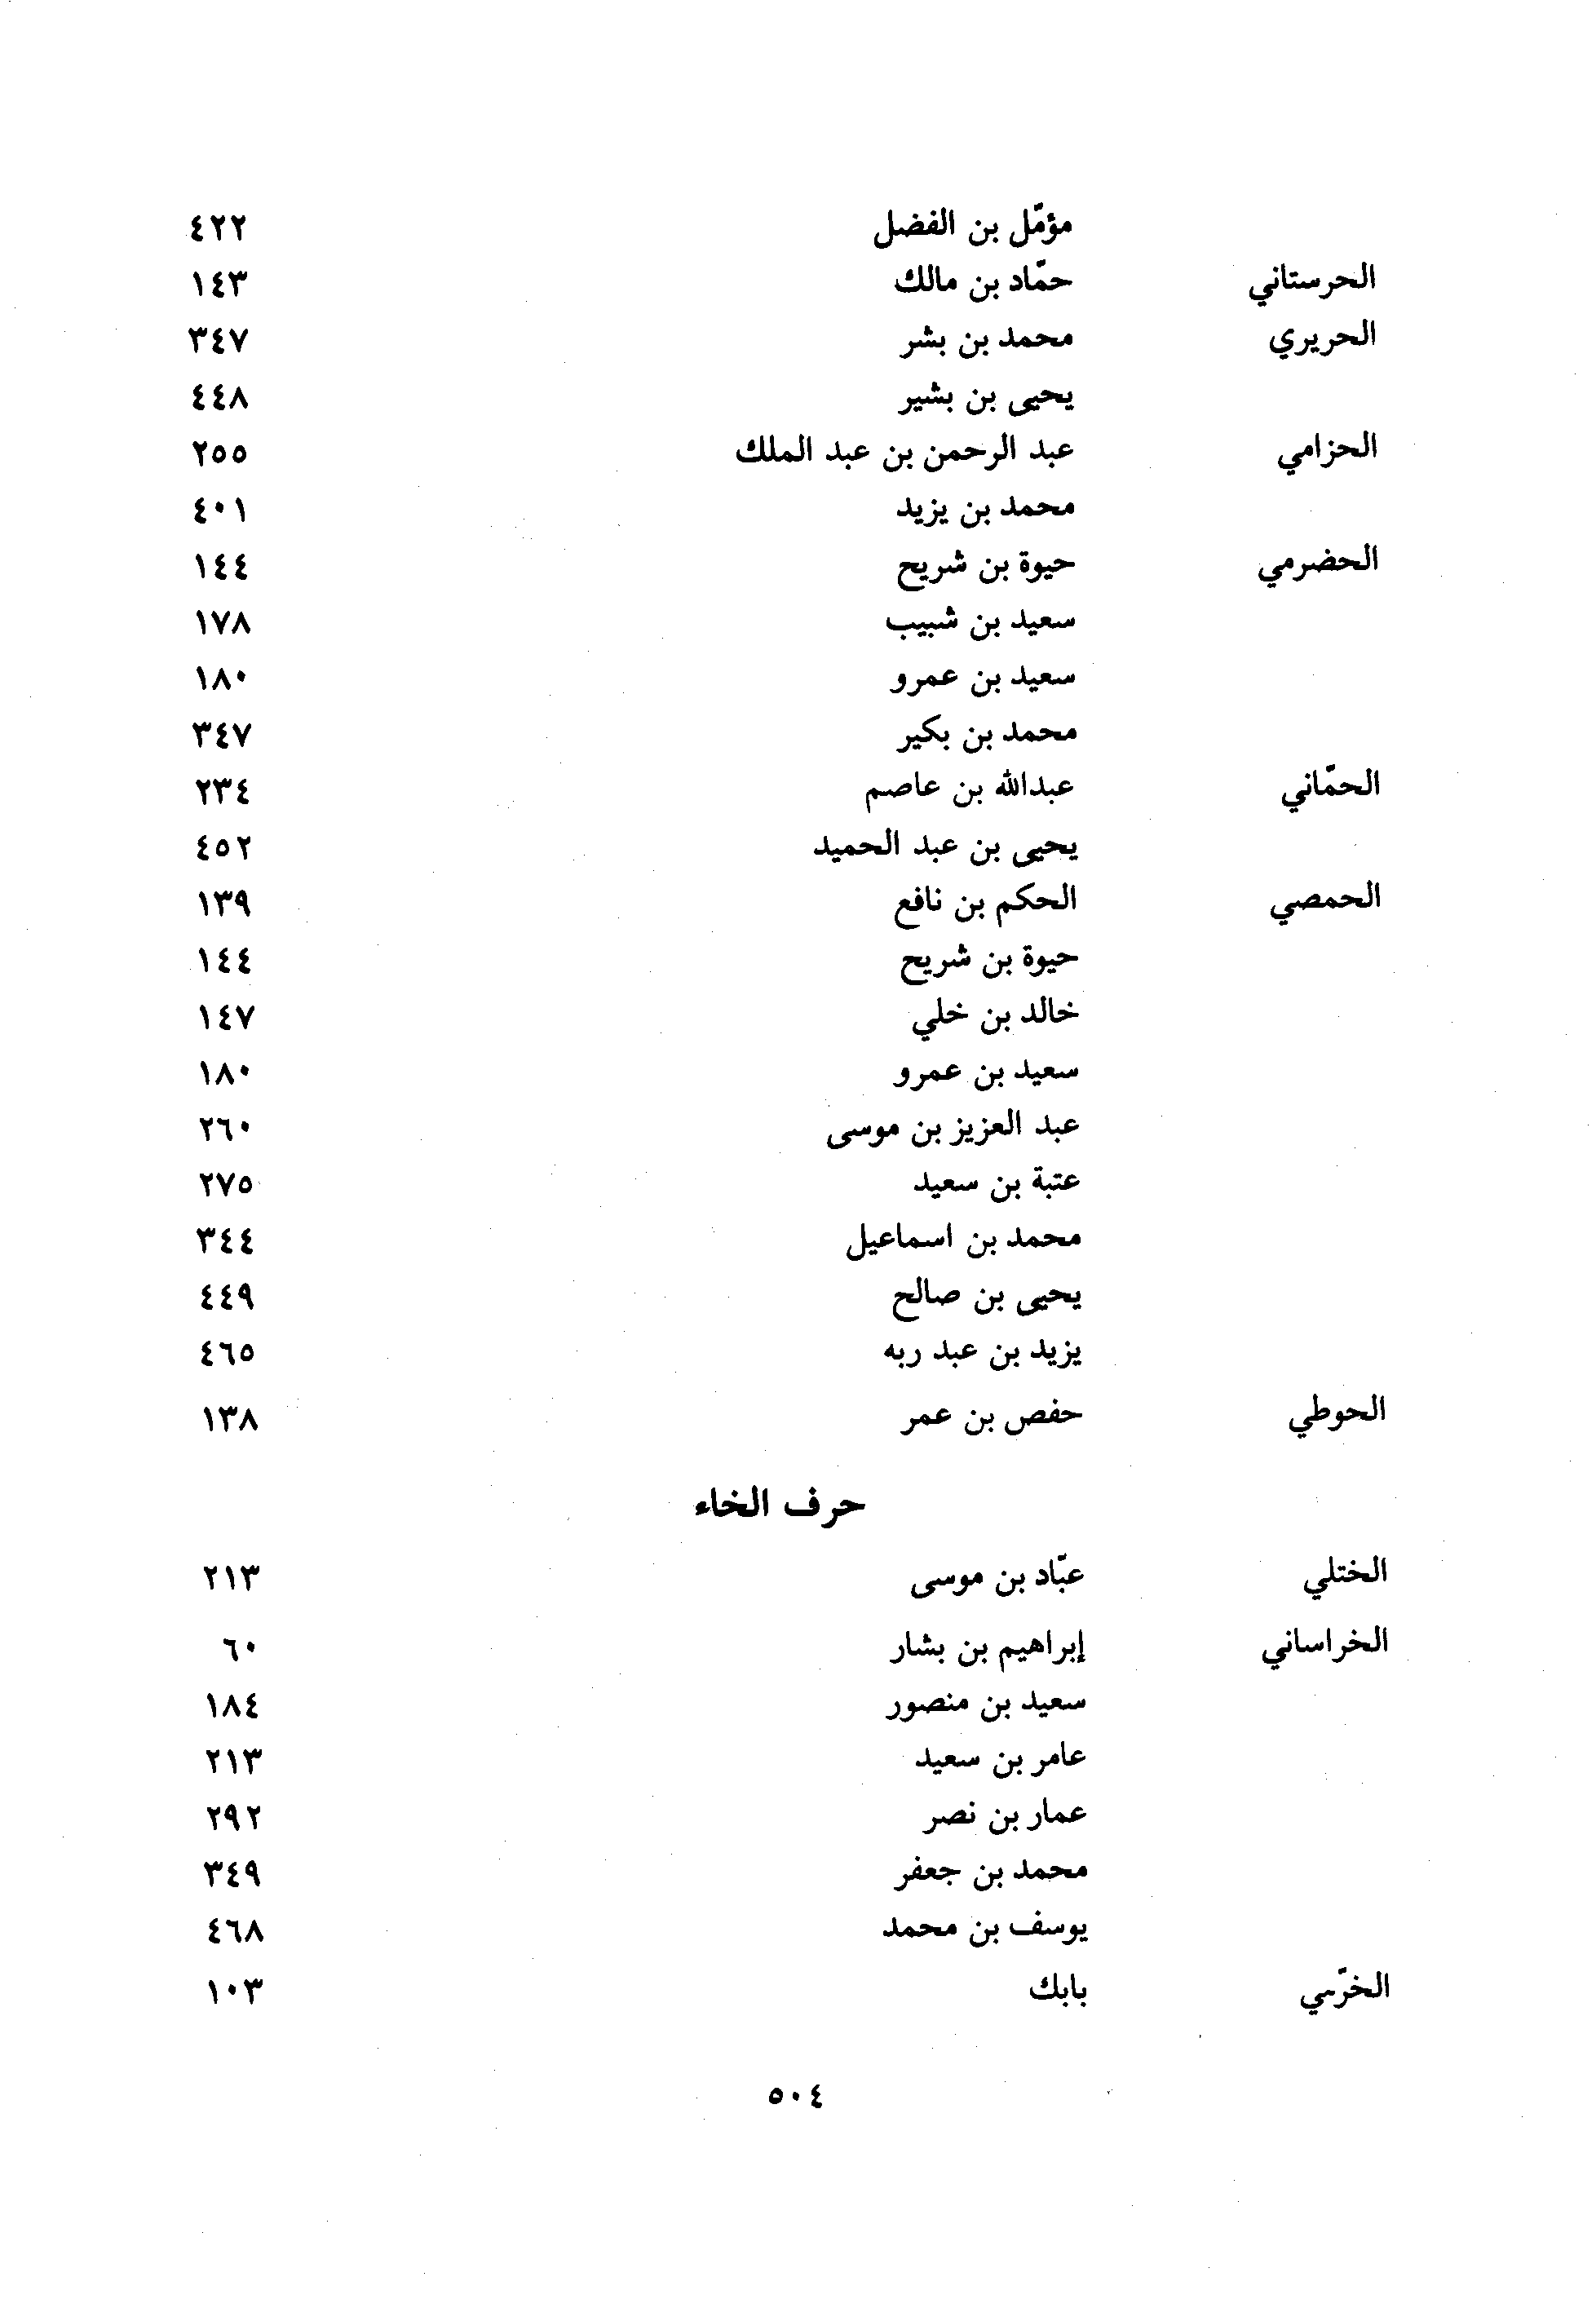 مؤمّل بن الفضل ٤٢٢
الحرستاني حمّاد بن مالك ١٤٣
الحريري محمد بن بشر ٣٤٧
يحيى بن بشير ٤٤٨
الحزامي عبد الرحمن بن عبد الملك ٢٥٥
محمد بن يزيد ٤٠١
الحضرمي حيوة بن شريح ١٤٤
سعيد بن شبيب ١٧٨
سعيد بن عمرو ١٨٠
محمد بن بكير ٣٤٧
الحمّاني عبدالله بن عاصم ٢٣٤
يحيى بن عبد الحميد ٤٥٢
الحمصي الحكم بن نافع ١٣٩
حيوة بن شريح ١٤٤
خالد بن خلي ١٤٧
سعيد بن عمرو ١٨٠
عبد العزيز بن موسى ٢٦٠
عتبة بن سعيد ٢٧٥
محمد بن اسماعيل ٣٤٤
يحيى بن صالح ٤٤٩
يزيد بن عبد ربه ٤٦٥
الحوطي حفص بن عمر ١٣٨
حرف الخاء
الختلي عبّاد بن موسى ٢١٣
الخراساني إبراهيم بن بشار ٦٠
سعيد بن منصور ١٨٤
عامر بن سعيد ٢١٣
عمار بن نصر ٢٩٢
محمد بن جعفر ٣٤٩
يوسف بن محمد ٤٦٨
الخرّمي بابك ١٠٣
٥٠٤